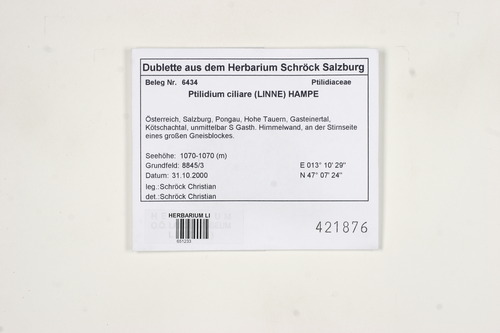 Dublette aus dem Herbarium Schröck Salzburg
Beleg Nr. 6434 Ptilidiaceae
Ptilidium ciliare (LINNE) HAMPE
Österreich, Salzburg, Pongau, Hohe Tauern, Gasteinertal,
Kötschachtal, unmittelbar S Gasth. Himmelwand, an der Stirnseite
eines großen Gneisblockes.
Seehöhe: 1070-1070 (m) E 013° 10' 29"
Grundfeld: 8845/3 N 47° 07' 24"
Datum: 31.10.2000
leg.:Schröck Christian
det.:Schröck Christian
HERBARIUM LI
551233
421876